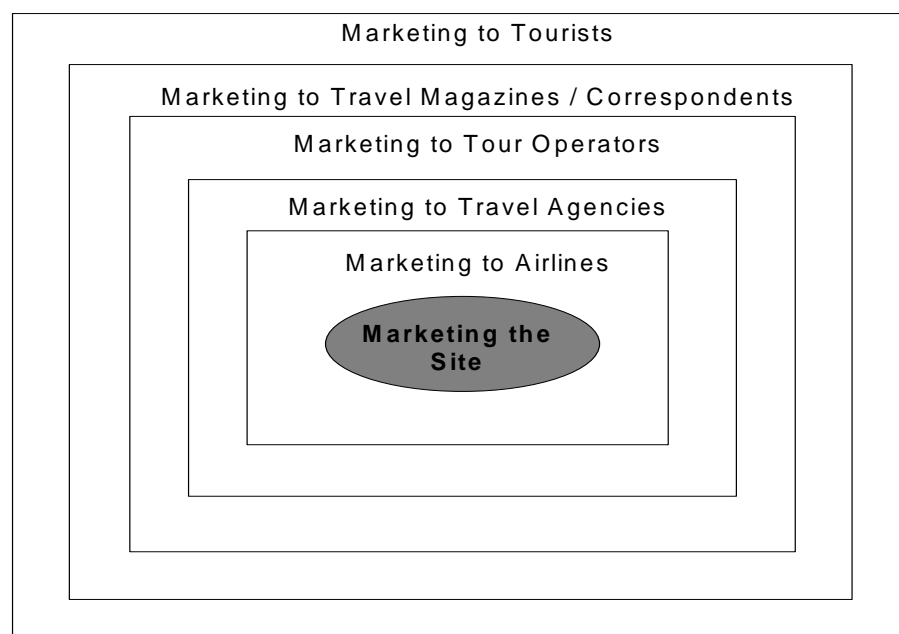 Marketing to Tourists
Marketing to Travel Magazines / Correspondents
Marketing to Tour Operators
Marketing to Travel Agencies
Marketing to Airlines
Marketing the
Site